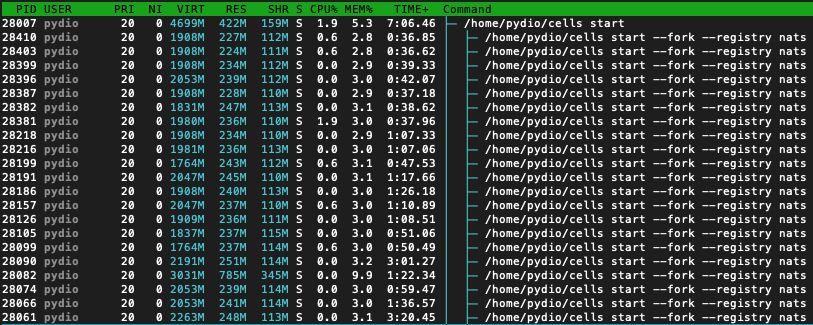 PID USER PRI NI VIRT RES SHR S CPU% MEM% TIME+ Command
28007 pydio 20 0 4699M 422M 159M S 1.9 5.3 7:06.46 /home/pydio/cells start
28410 pydio 20 0 1908M 227M 112M S 0.6 2.8 0:36.85 /home/pydio/cells start --fork --registry nats
28403 pydio 20 0 1908M 224M 111M S 0.6 2.8 0:36.62 /home/pydio/cells start --fork --registry nats
28399 pydio 20 0 1908M 234M 112M S 0.0 2.9 0:39.33 /home/pydio/cells start --fork --registry nats
28396 pydio 20 0 2053M 239M 112M S 0.6 3.0 0:42.07 /home/pydio/cells start --fork --registry nats
28387 pydio 20 0 1908M 228M 110M S 0.0 2.9 0:37.18 /home/pydio/cells start --fork --registry nats
28382 pydio 20 0 1831M 247M 113M S 0.0 3.1 0:38.62 /home/pydio/cells start --fork --registry nats
28381 pydio 20 0 1980M 236M 110M S 1.9 3.0 0:37.96 /home/pydio/cells start --fork --registry nats
28218 pydio 20 0 1908M 234M 110M S 0.0 2.9 1:07.33 /home/pydio/cells start --fork --registry nats
28216 pydio 20 0 1981M 236M 113M S 0.0 3.0 1:07.06 /home/pydio/cells start --fork --registry nats
28199 pydio 20 0 1764M 243M 112M S 0.6 3.1 0:47.53 /home/pydio/cells start --fork --registry nats
28191 pydio 20 0 2047M 245M 110M S 0.0 3.1 1:17.66 /home/pydio/cells start --fork --registry nats
28186 pydio 20 0 1908M 240M 113M S 0.0 3.0 1:26.18 /home/pydio/cells start --fork --registry nats
28157 pydio 20 0 2047M 237M 110M S 0.6 3.0 1:10.89 /home/pydio/cells start --fork --registry nats
28126 pydio 20 0 1909M 236M 111M S 0.0 3.0 1:08.51 /home/pydio/cells start --fork --registry nats
28105 pydio 20 0 1837M 237M 115M S 0.0 3.0 0:51.06 /home/pydio/cells start --fork --registry nats
28099 pydio 20 0 1764M 237M 114M S 0.6 3.0 0:50.49 /home/pydio/cells start --fork --registry nats
28090 pydio 20 0 2191M 251M 114M S 0.0 3.2 3:01.27 /home/pydio/cells start --fork --registry nats
28082 pydio 20 0 3031M 785M 345M S 0.0 9.9 1:22.34 /home/pydio/cells start --fork --registry nats
28074 pydio 20 0 2053M 239M 114M S 0.0 3.0 0:59.47 /home/pydio/cells start --fork --registry nats
28066 pydio 20 0 2053M 241M 114M S 0.0 3.0 1:36.57 /home/pydio/cells start --fork --registry nats
28061 pydio 20 0 2263M 248M 113M S 0.0 3.1 3:20.45 /home/pydio/cells start --fork --registry nats